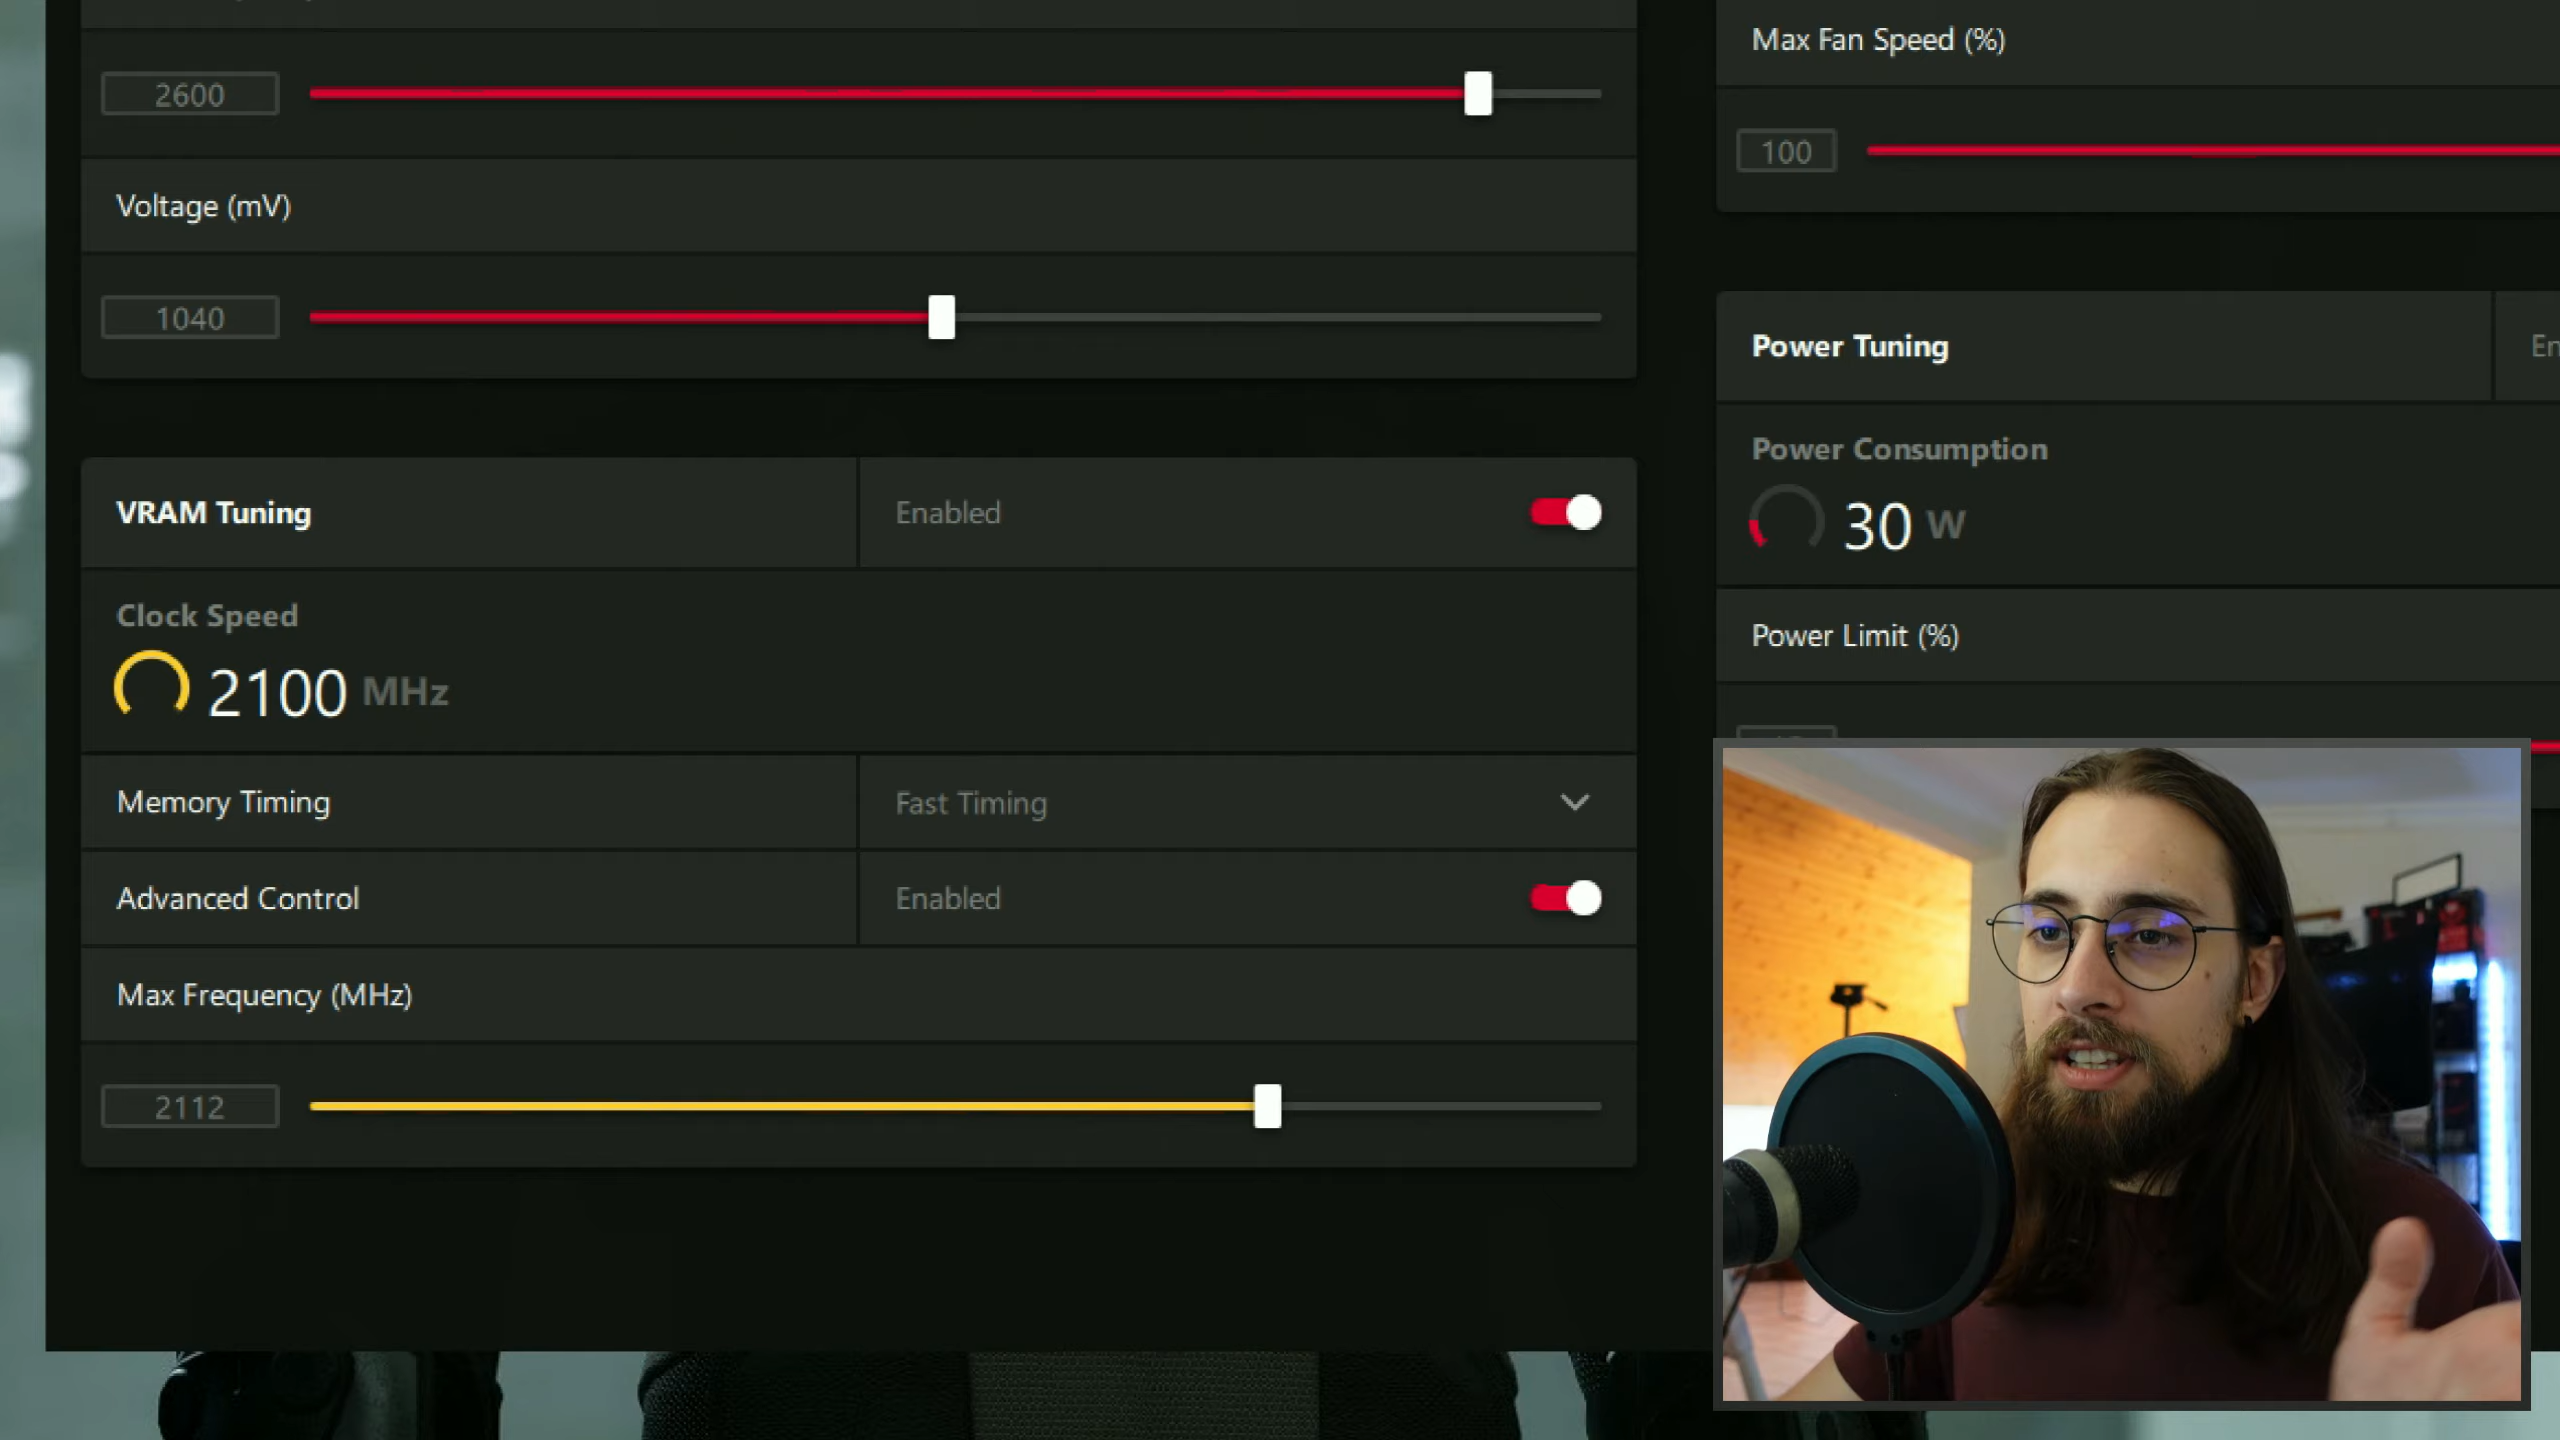 2600
Voltage (mV)
1040
VRAM Tuning
Enabled
Clock Speed
2100 MHz
Memory Timing
Fast Timing
Advanced Control
Enabled
Max Frequency (MHz)
2112
Max Fan Speed (%)
100
Power Tuning
En
Power Consumption
30 W
Power Limit (%)